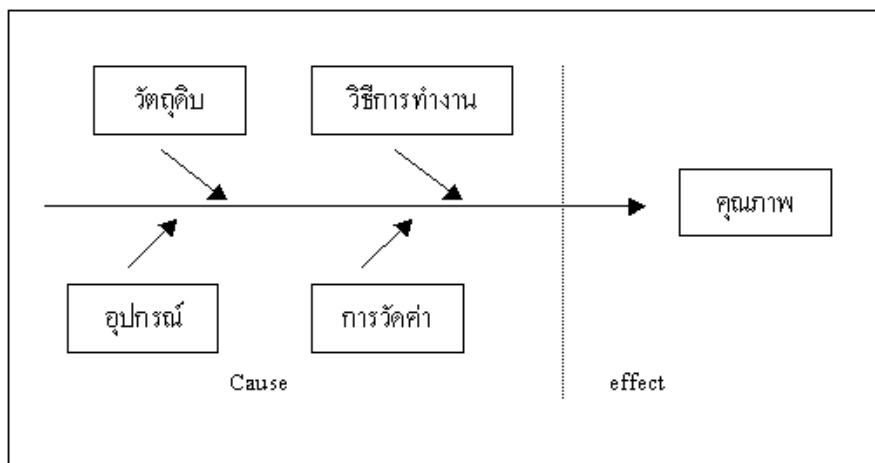 วัตถุดิบ
วิธีการทำงาน
คุณภาพ
อุปกรณ์
การวัดค่า
Cause
effect